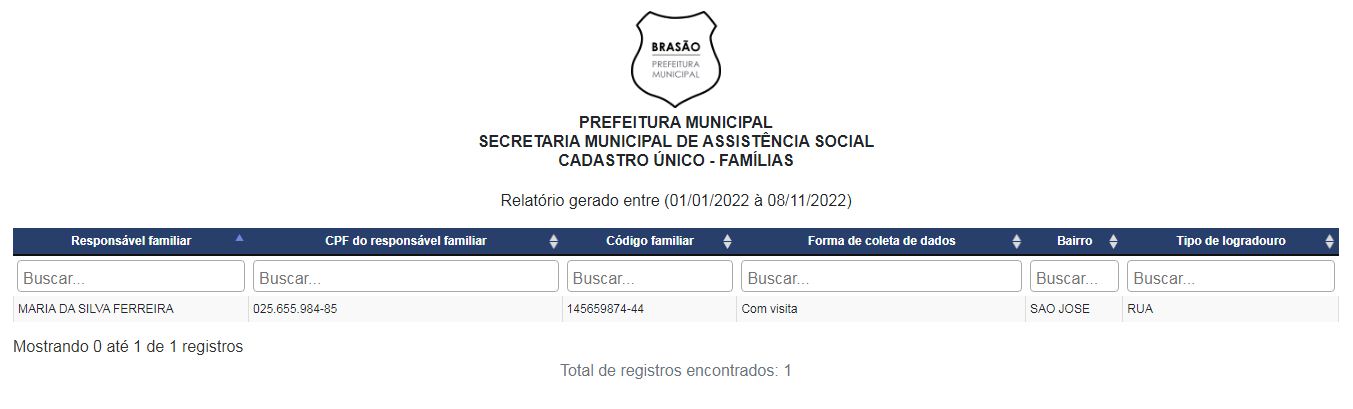 BRASÃO
PREFEITURA
MUNICIPAL
PREFEITURA MUNICIPAL
SECRETARIA MUNICIPAL DE ASSISTÊNCIA SOCIAL
CADASTRO ÚNICO - FAMÍLIAS
Relatório gerado entre (01/01/2022 à 08/11/2022)
Responsável familiar CPF do responsável familiar Código familiar Forma de coleta de dados Bairro Tipo de logradouro
Buscar... Buscar... Buscar... Buscar... Buscar... Buscar...
MARIA DA SILVA FERREIRA 025.655.984-85 145659874-44 Com visita SAO JOSE RUA
Mostrando 0 até 1 de 1 registros
Total de registros encontrados: 1